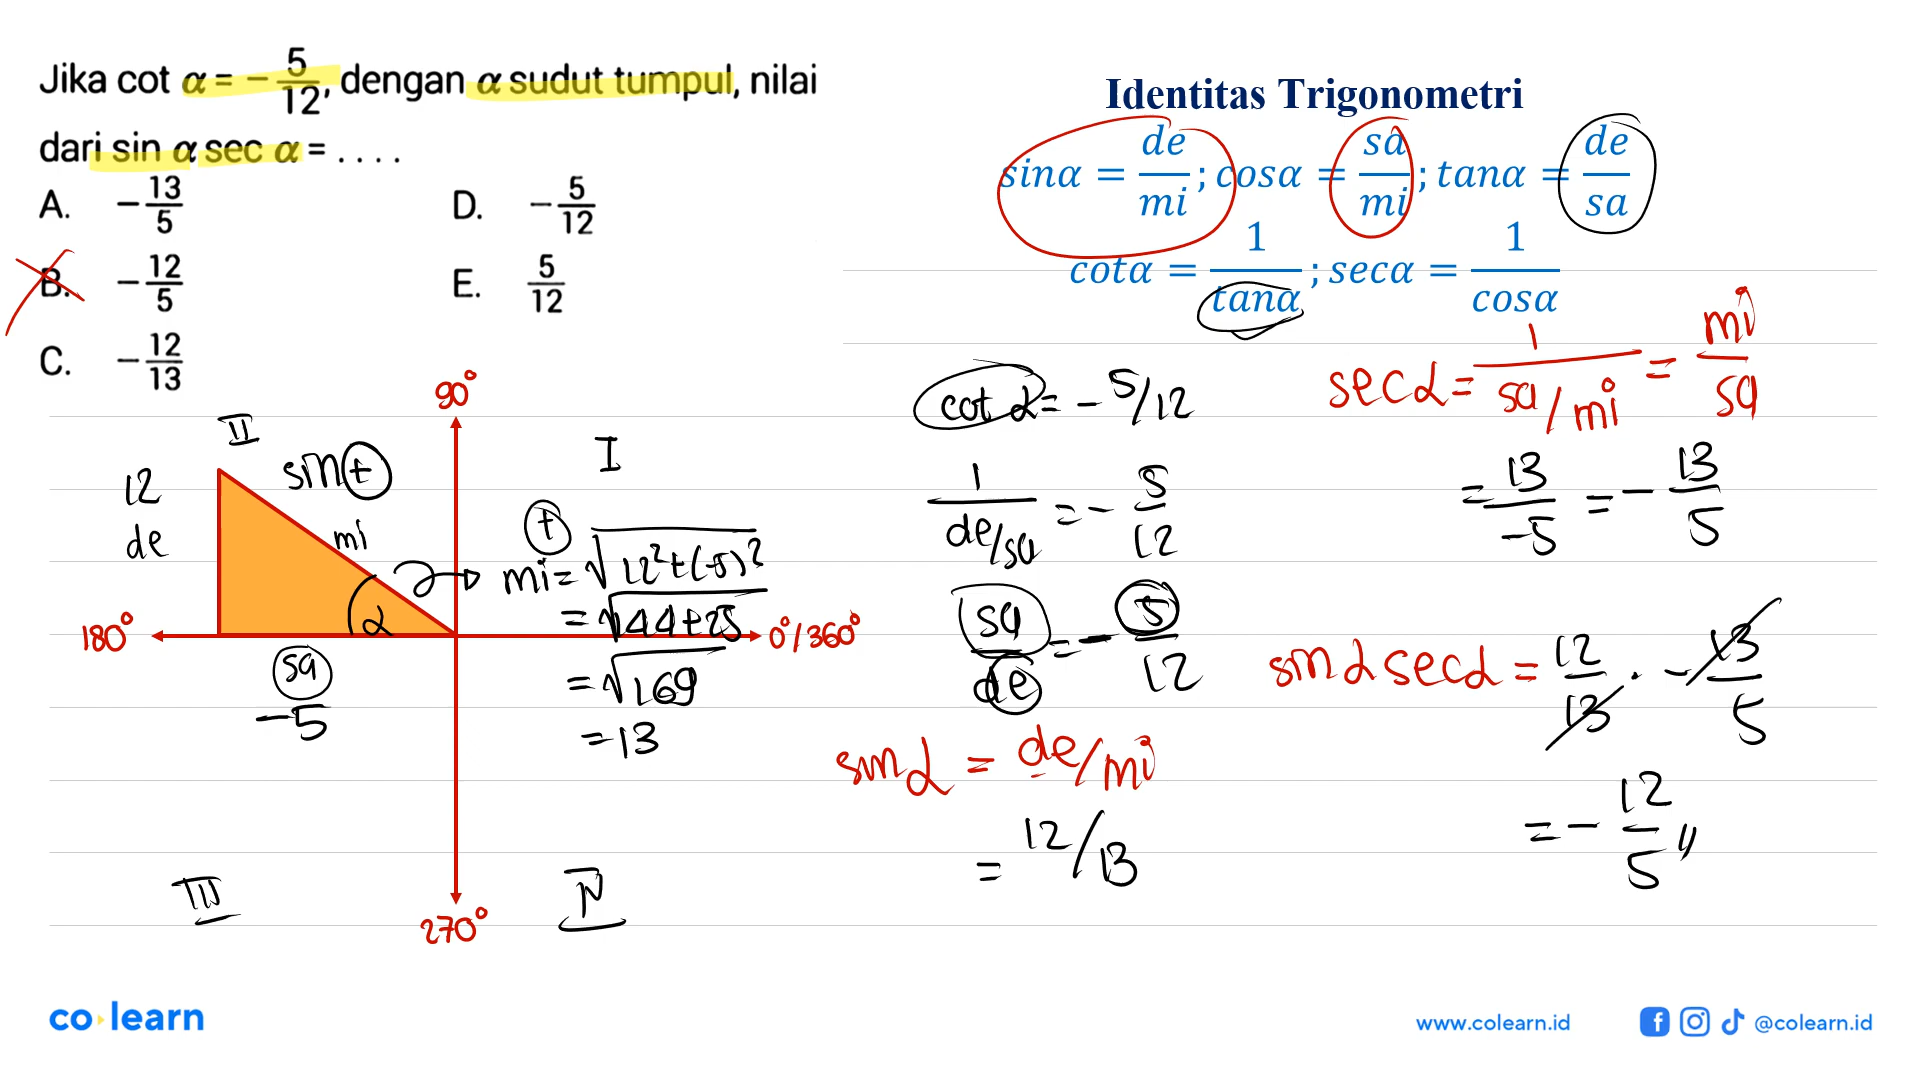 Jika cot α = −5/12, dengan α sudut tumpul, nilai
dari sin α sec α = . . . .
A. −13/5
B. −12/5
C. −12/13
D. −5/12
E. 5/12
Identitas Trigonometri
sinα = de/mi ; cosα = sa/mi ; tanα = de/sa
cotα = 1/tanα ; secα = 1/cosα
90°
II
I
12
de
sin +
mi
α
180°
0°/360°
sa
−5
III
IV
270°
+
mi = √12²+(−5)²
= √144+25
= √169
= 13
cot α = −5/12
1/de/sa = −5/12
sa/de = −5/12
sin α = de/mi
= 12/13
sec α = 1/sa/mi = mi/sa
= 13/−5 = −13/5
sin α sec α = 12/13 . −13/5
= −12/5 //
co learn
www.colearn.id
@colearn.id